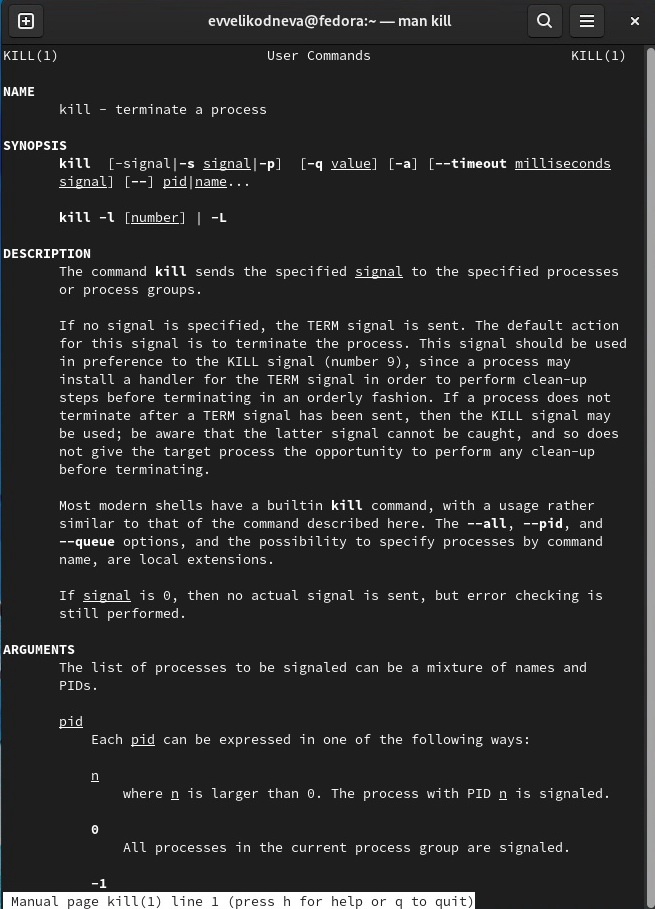 evvelikodneva@fedora:~ — man kill
KILL(1) User Commands KILL(1)
NAME
kill - terminate a process
SYNOPSIS
kill [-signal|-s signal|-p] [-q value] [-a] [--timeout milliseconds
signal] [--] pid|name...
kill -l [number] | -L
DESCRIPTION
The command kill sends the specified signal to the specified processes
or process groups.
If no signal is specified, the TERM signal is sent. The default action
for this signal is to terminate the process. This signal should be used
in preference to the KILL signal (number 9), since a process may
install a handler for the TERM signal in order to perform clean-up
steps before terminating in an orderly fashion. If a process does not
terminate after a TERM signal has been sent, then the KILL signal may
be used; be aware that the latter signal cannot be caught, and so does
not give the target process the opportunity to perform any clean-up
before terminating.
Most modern shells have a builtin kill command, with a usage rather
similar to that of the command described here. The --all, --pid, and
--queue options, and the possibility to specify processes by command
name, are local extensions.
If signal is 0, then no actual signal is sent, but error checking is
still performed.
ARGUMENTS
The list of processes to be signaled can be a mixture of names and
PIDs.
pid
Each pid can be expressed in one of the following ways:
n
where n is larger than 0. The process with PID n is signaled.
0
All processes in the current process group are signaled.
-1
Manual page kill(1) line 1 (press h for help or q to quit)